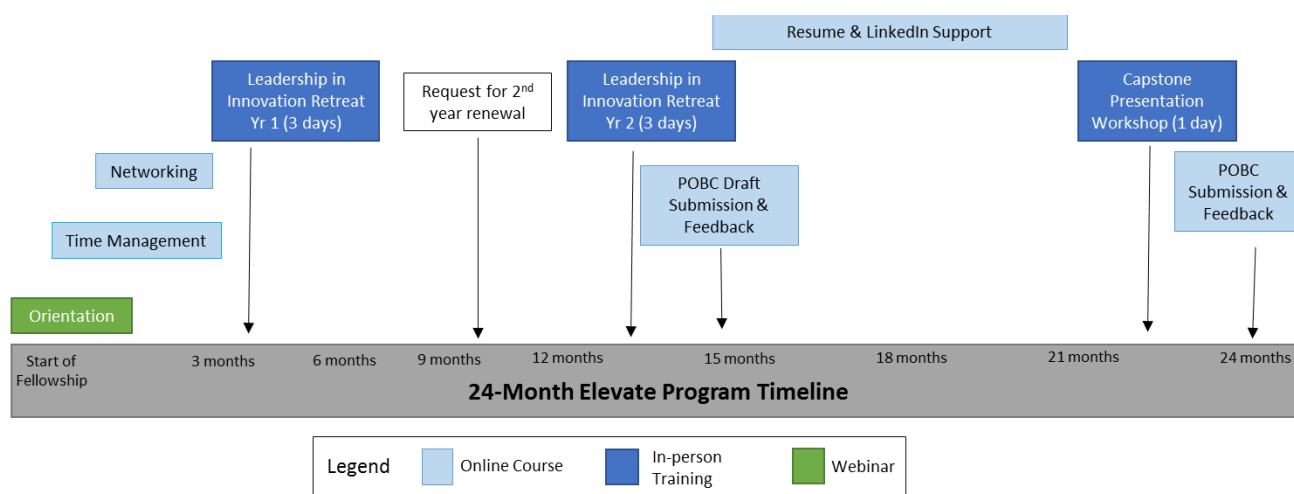 Resume & LinkedIn Support
Leadership in
Innovation Retreat
Yr 1 (3 days)
Request for 2nd
year renewal
Leadership in
Innovation Retreat
Yr 2 (3 days)
Capstone
Presentation
Workshop (1 day)
Networking
POBC Draft
Submission &
Feedback
POBC
Submission &
Feedback
Time Management
Orientation
Start of
Fellowship
3 months
6 months
9 months
12 months
15 months
18 months
21 months
24 months
24-Month Elevate Program Timeline
Legend
Online Course
In-person
Training
Webinar